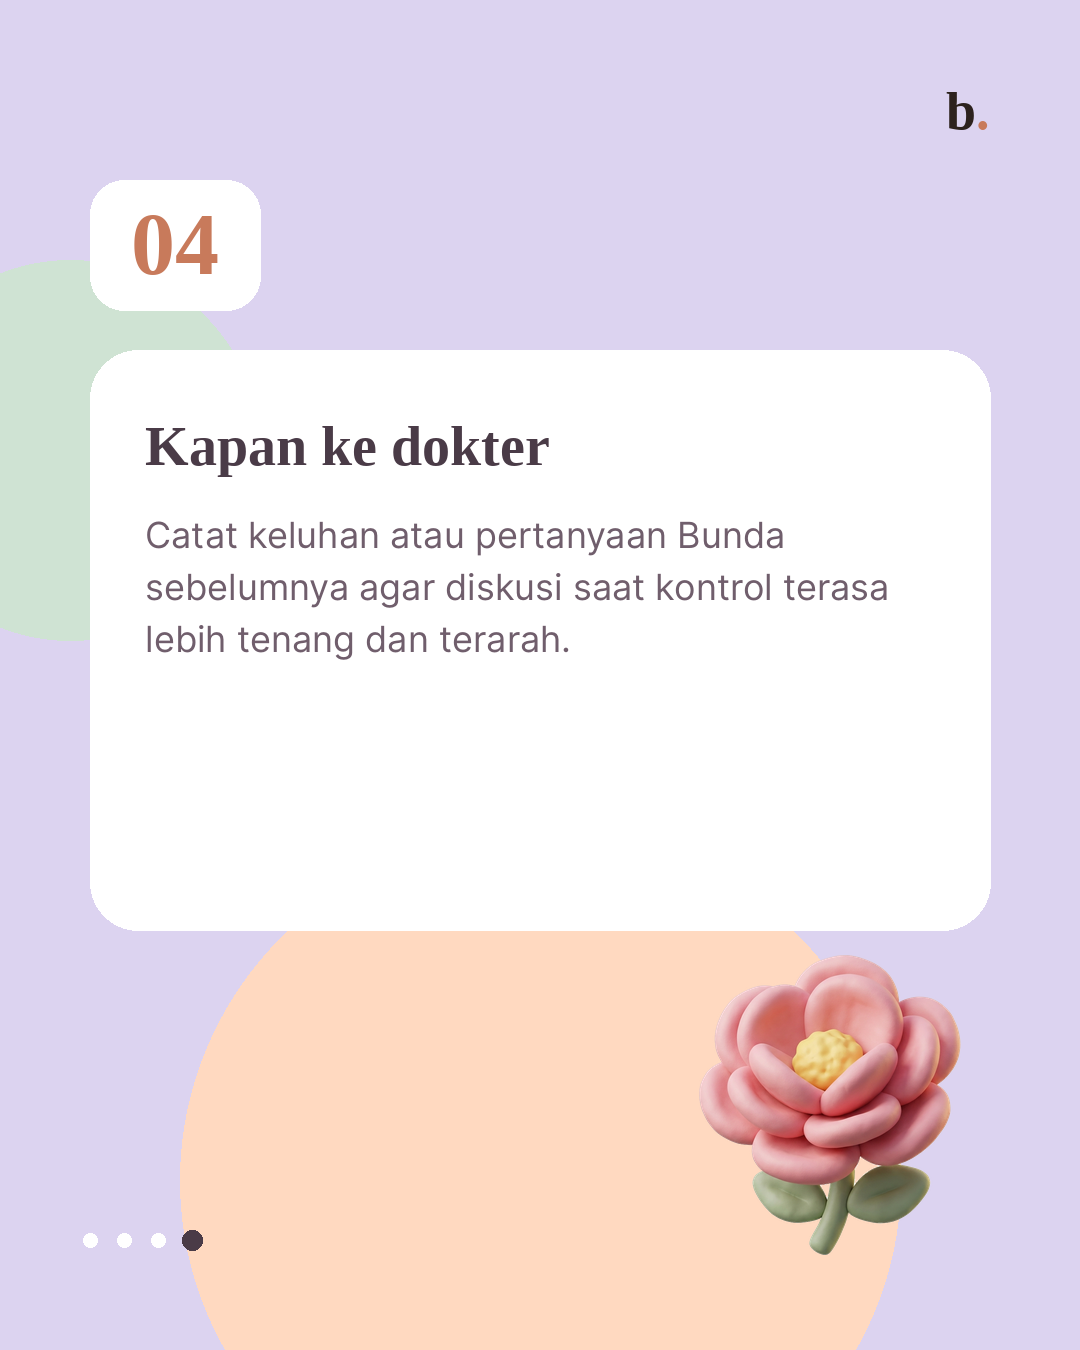 b.
04
Kapan ke dokter
Catat keluhan atau pertanyaan Bunda
sebelumnya agar diskusi saat kontrol terasa
lebih tenang dan terarah.